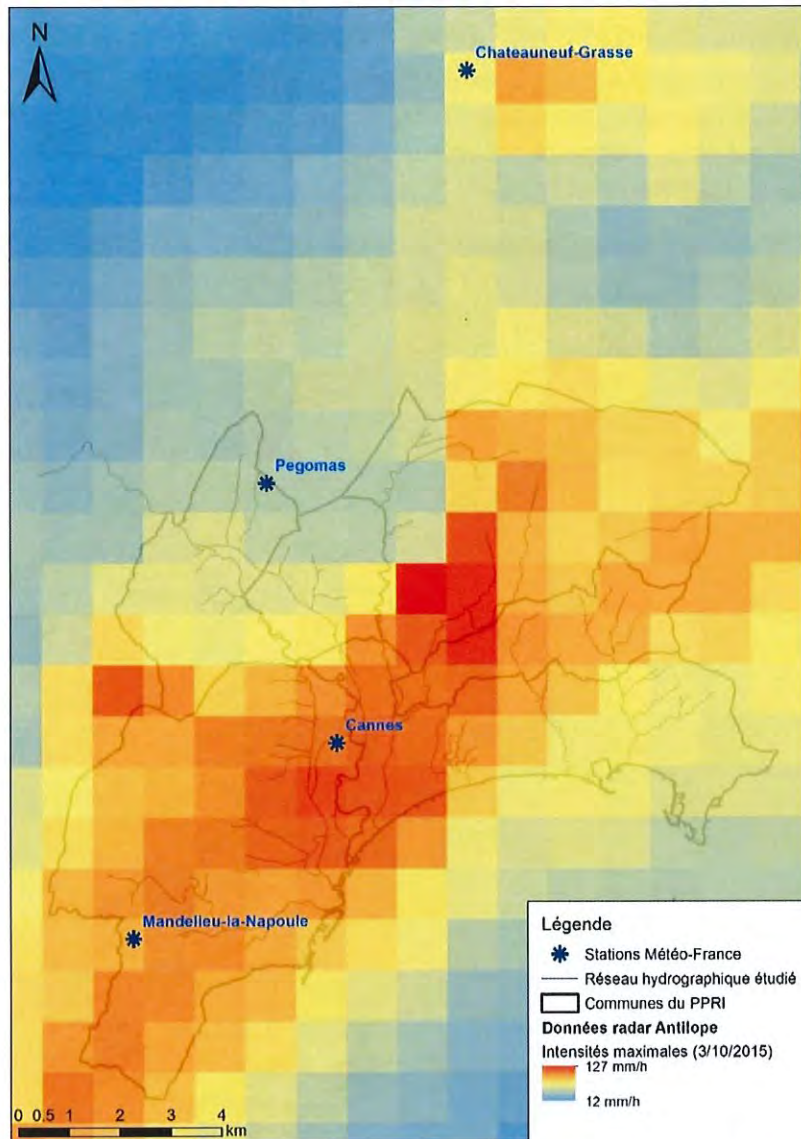 N
Chateauneuf-Grasse
Pegomas
Cannes
Mandelieu-la-Napoule
Légende
Stations Météo-France
Réseau hydrographique étudié
Communes du PPRI
Données radar Antilope
Intensités maximales (3/10/2015)
127 mm/h
12 mm/h
0 0,5 1 2 3 4
km